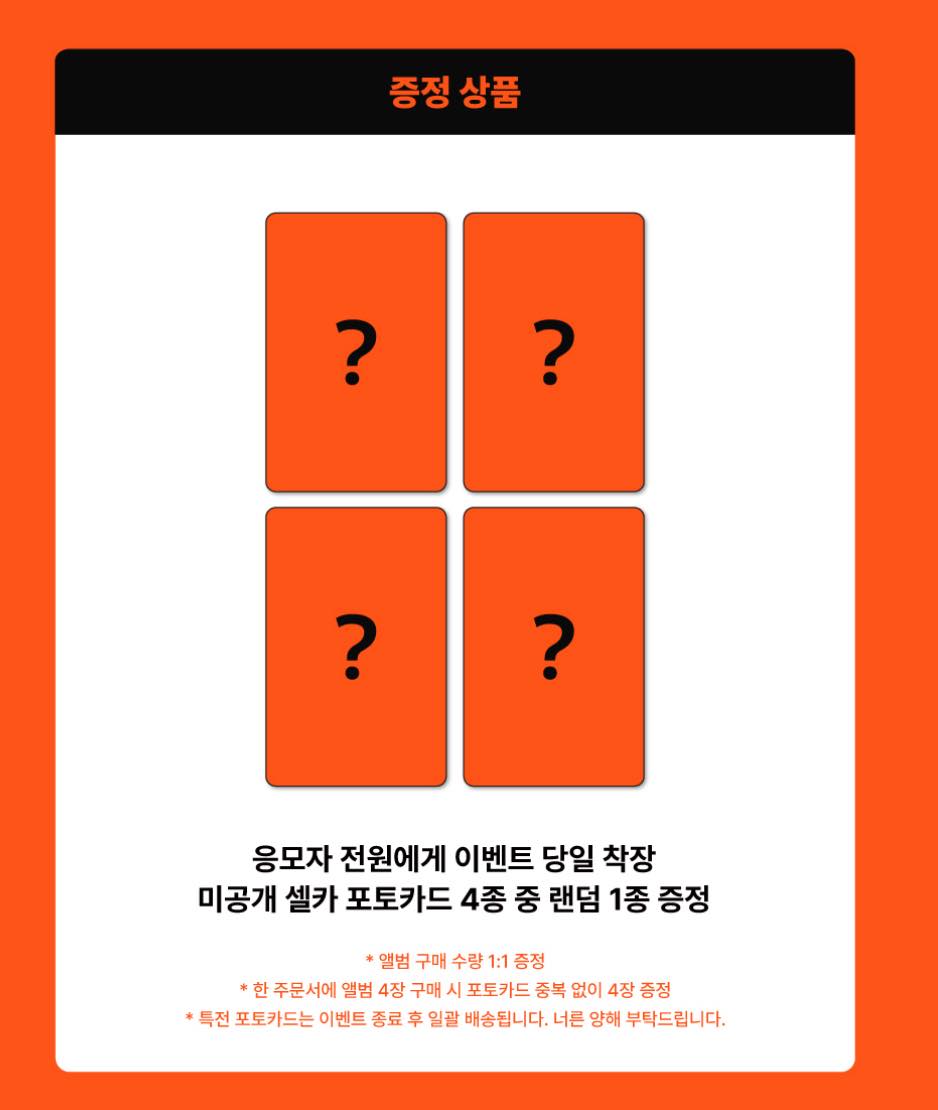 증정 상품
?
?
?
?
응모자 전원에게 이벤트 당일 착장
미공개 셀카 포토카드 4종 중 랜덤 1종 증정
* 앨범 구매 수량 1:1 증정
* 한 주문서에 앨범 4장 구매 시 포토카드 중복 없이 4장 증정
* 특전 포토카드는 이벤트 종료 후 일괄 배송됩니다. 너른 양해 부탁드립니다.